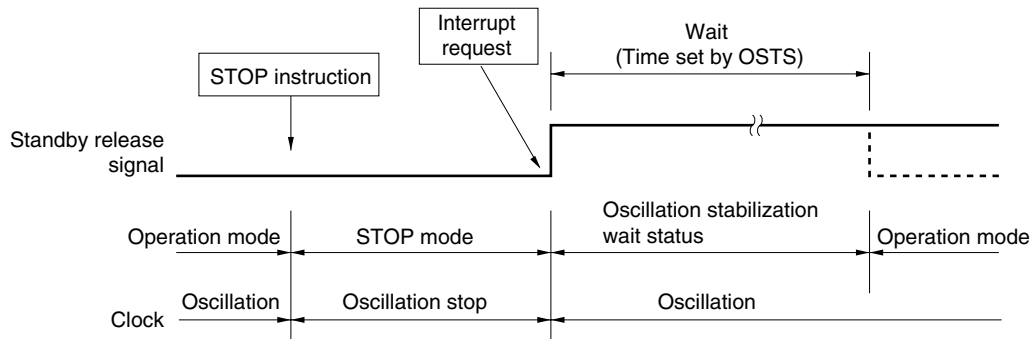 Interrupt
request
Wait
(Time set by OSTS)
STOP instruction
Standby release
signal
Operation mode
STOP mode
Oscillation stabilization
wait status
Operation mode
Clock
Oscillation
Oscillation stop
Oscillation